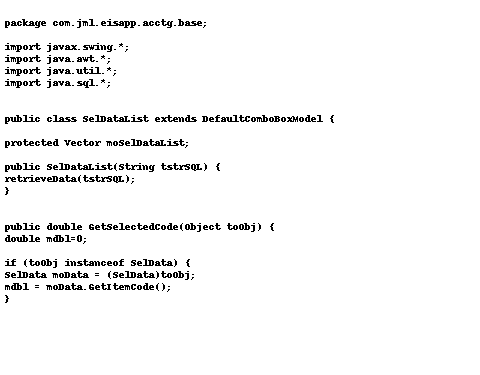 package com.jml.eisapp.acctg.base;
import javax.swing.*;
import java.awt.*;
import java.util.*;
import java.sql.*;
public class SelDataList extends DefaultComboBoxModel {
protected Vector moSelDataList;
public SelDataList(String tstrSQL) {
retrieveData(tstrSQL);
}
public double GetSelectedCode(Object toObj) {
double mdbl=0;
if (toObj instanceof SelData) {
SelData moData = (SelData)toObj;
mdbl = moData.GetItemCode();
}